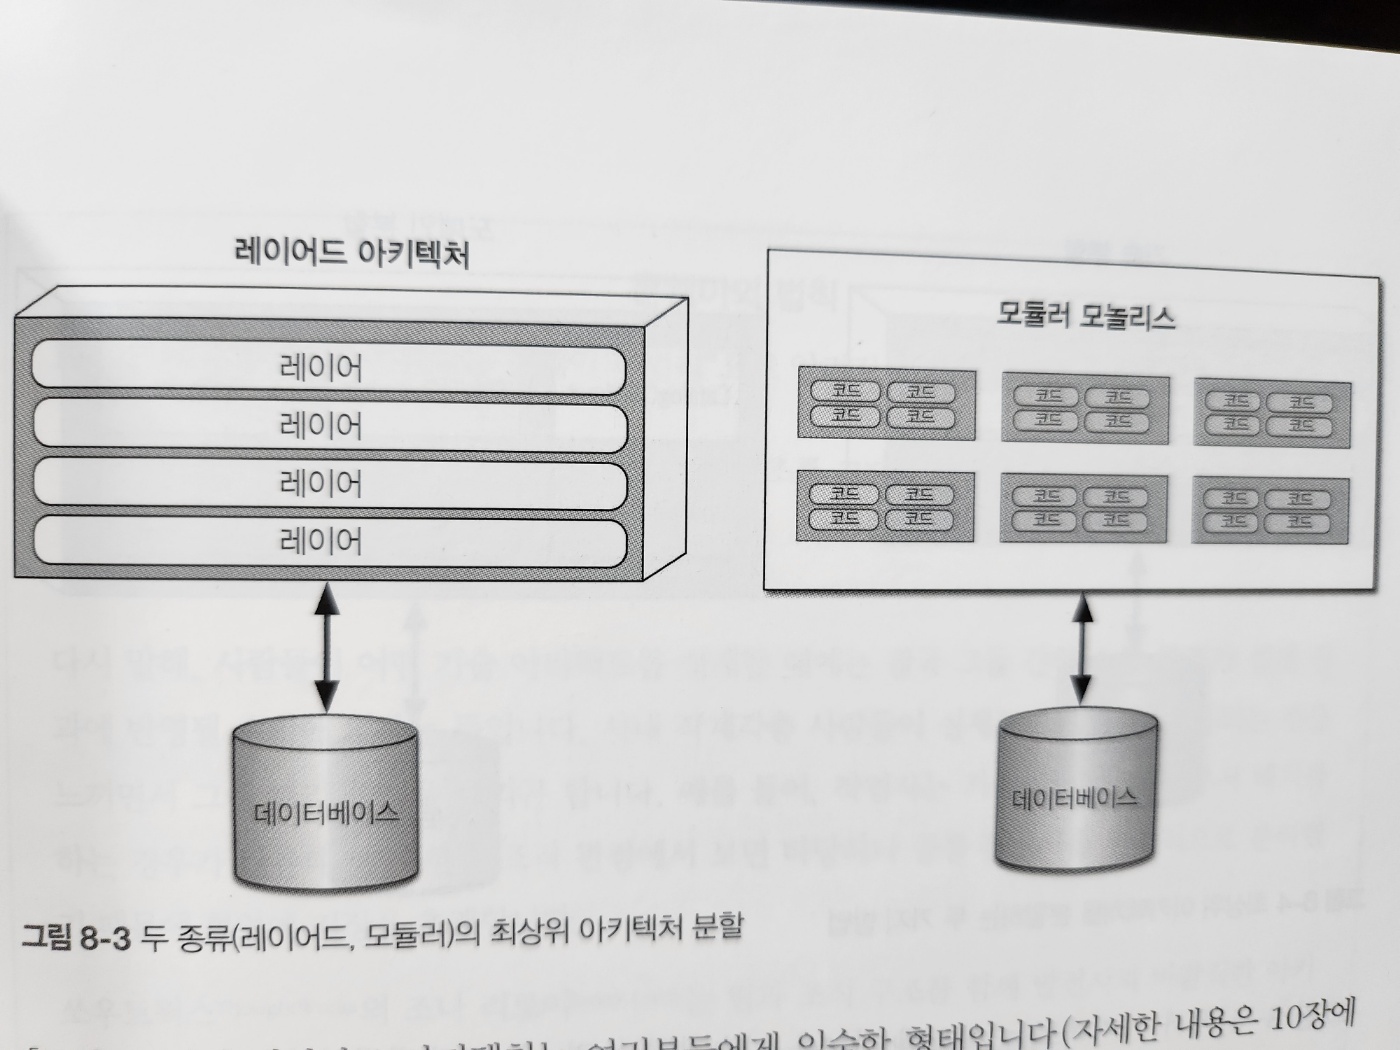 레이어드 아키텍처
레이어
레이어
레이어
레이어
데이터베이스
모듈러 모놀리스
코드 코드 코드 코드 코드 코드
코드 코드 코드 코드 코드 코드
코드 코드 코드 코드 코드 코드
코드 코드 코드 코드 코드 코드
데이터베이스
그림 8-3 두 종류(레이어드, 모듈러)의 최상위 아키텍처 분할
여러분들에게 익숙한 형태입니다(자세한 내용은 10장에